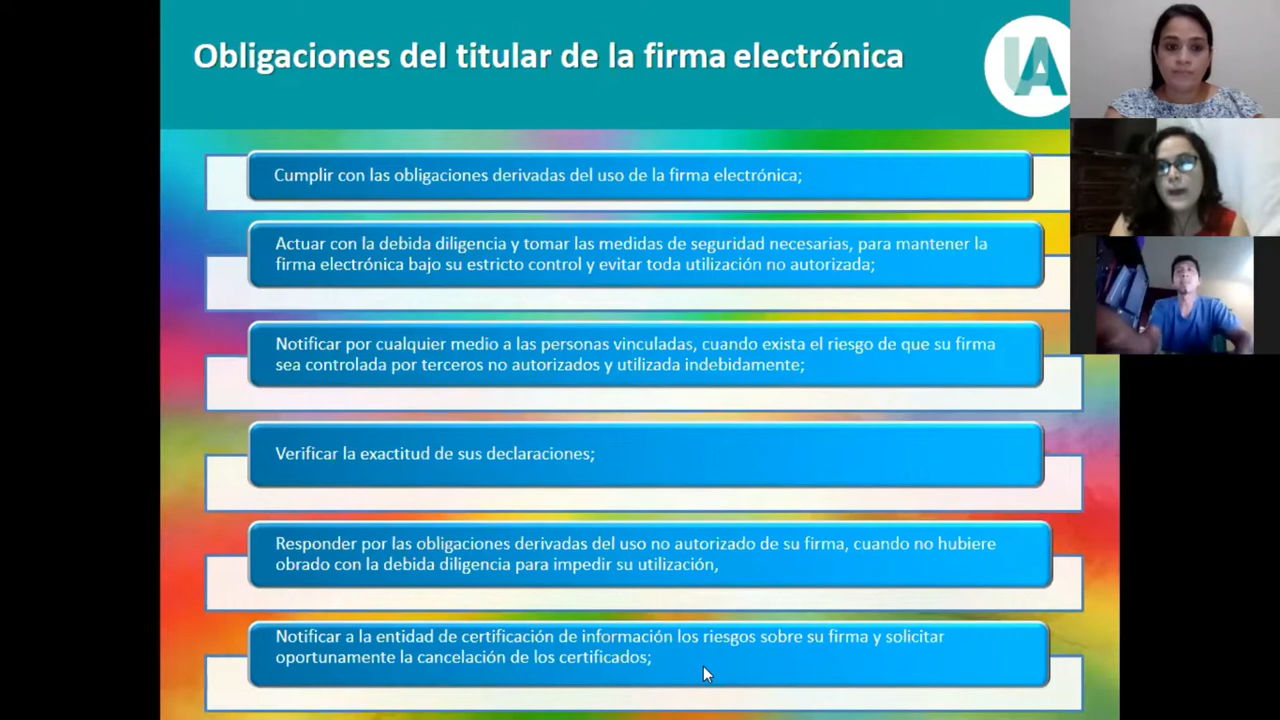 Obligaciones del titular de la firma electrónica
UA
Cumplir con las obligaciones derivadas del uso de la firma electrónica;
Actuar con la debida diligencia y tomar las medidas de seguridad necesarias, para mantener la
firma electrónica bajo su estricto control y evitar toda utilización no autorizada;
Notificar por cualquier medio a las personas vinculadas, cuando exista el riesgo de que su firma
sea controlada por terceros no autorizados y utilizada indebidamente;
Verificar la exactitud de sus declaraciones;
Responder por las obligaciones derivadas del uso no autorizado de su firma, cuando no hubiere
obrado con la debida diligencia para impedir su utilización,
Notificar a la entidad de certificación de información los riesgos sobre su firma y solicitar
oportunamente la cancelación de los certificados;